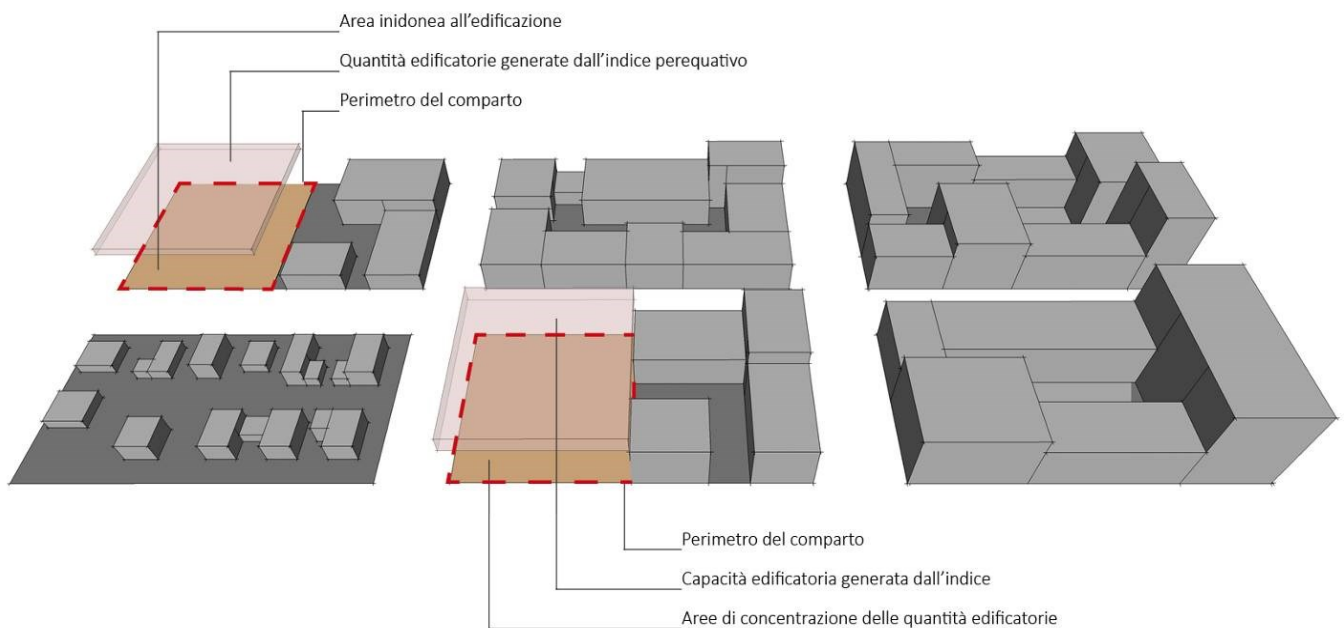 Area inidonea all’edificazione
Quantità edificatorie generate dall’indice perequativo
Perimetro del comparto
Perimetro del comparto
Capacità edificatoria generata dall’indice
Aree di concentrazione delle quantità edificatorie